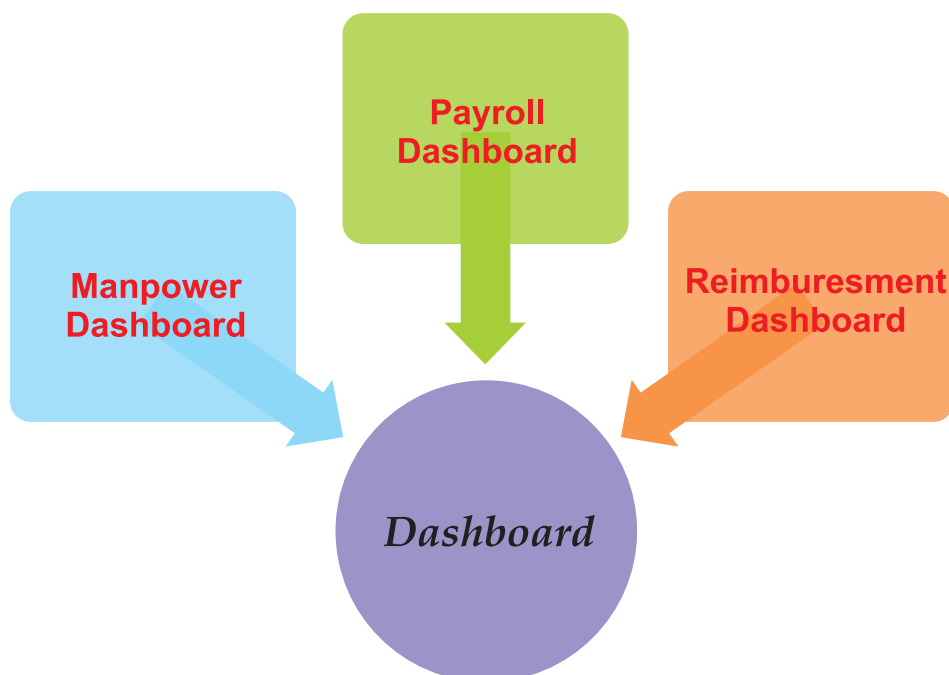 Payroll
Dashboard
Manpower
Dashboard
Reimburesment
Dashboard
Dashboard